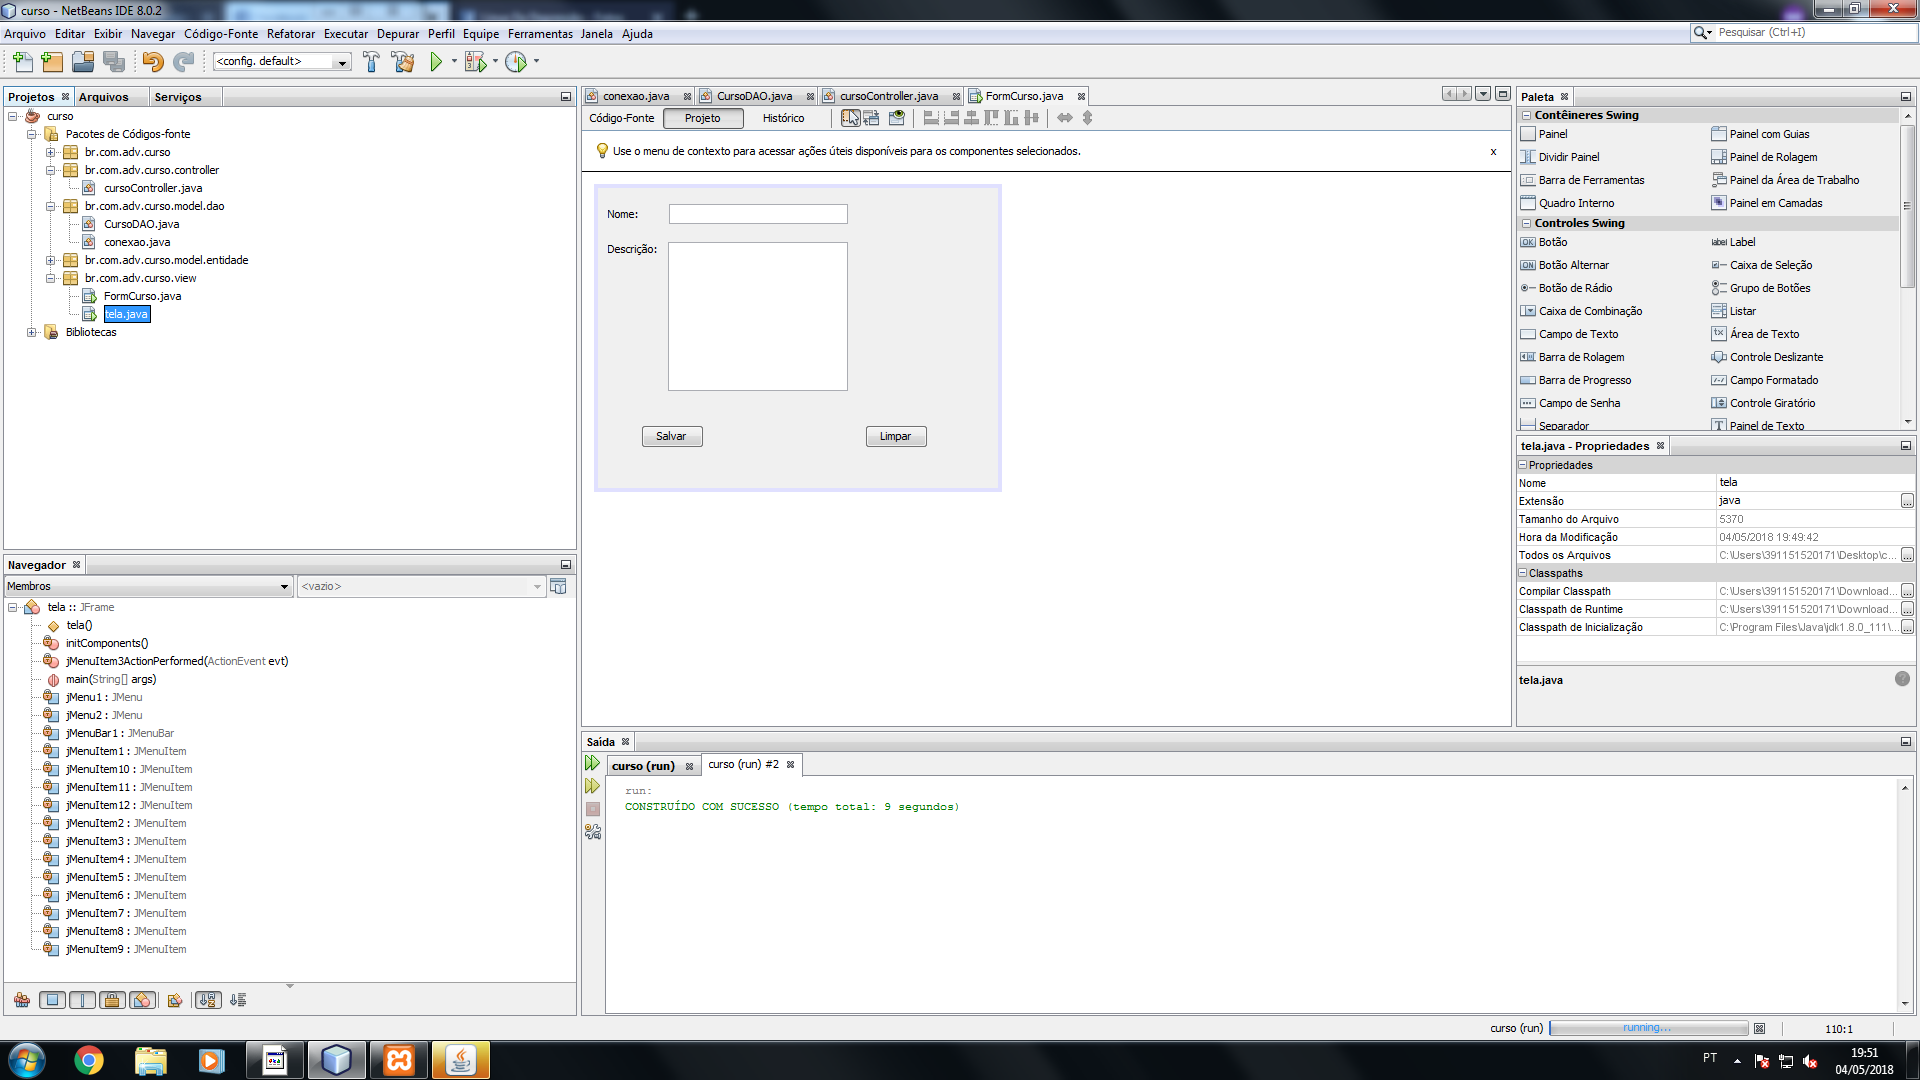 curso - NetBeans IDE 8.0.2
Arquivo Editar Exibir Navegar Código-Fonte Refatorar Executar Depurar Perfil Equipe Ferramentas Janela Ajuda
Pesquisar (Ctrl+I)
<config. default>
Projetos Arquivos Serviços
curso
Pacotes de Códigos-fonte
br.com.adv.curso
br.com.adv.curso.controller
cursoController.java
br.com.adv.curso.model.dao
CursoDAO.java
conexao.java
br.com.adv.curso.model.entidade
br.com.adv.curso.view
FormCurso.java
tela.java
Bibliotecas
Navegador
Membros
<vazio>
tela :: JFrame
tela()
initComponents()
jMenuItem3ActionPerformed(ActionEvent evt)
main(String[] args)
jMenu1 : JMenu
jMenu2 : JMenu
jMenuBar1 : JMenuBar
jMenuItem1 : JMenuItem
jMenuItem10 : JMenuItem
jMenuItem11 : JMenuItem
jMenuItem12 : JMenuItem
jMenuItem2 : JMenuItem
jMenuItem3 : JMenuItem
jMenuItem4 : JMenuItem
jMenuItem5 : JMenuItem
jMenuItem6 : JMenuItem
jMenuItem7 : JMenuItem
jMenuItem8 : JMenuItem
jMenuItem9 : JMenuItem
conexao.java CursoDAO.java cursoController.java FormCurso.java
Código-Fonte Projeto Histórico
Use o menu de contexto para acessar ações úteis disponíveis para os componentes selecionados.
x
Nome:
Descrição:
Salvar Limpar
Saída
curso (run) curso (run) #2
run:
CONSTRUÍDO COM SUCESSO (tempo total: 9 segundos)
Paleta
Contêineres Swing
Painel Painel com Guias
Dividir Painel Painel de Rolagem
Barra de Ferramentas Painel da Área de Trabalho
Quadro Interno Painel em Camadas
Controles Swing
OK Botão label Label
ON Botão Alternar Caixa de Seleção
Botão de Rádio Grupo de Botões
Caixa de Combinação Listar
Campo de Texto Área de Texto
Barra de Rolagem Controle Deslizante
Barra de Progresso Campo Formatado
Campo de Senha Controle Giratório
Separador Painel de Texto
tela.java - Propriedades
Propriedades
Nome tela
Extensão java
Tamanho do Arquivo 5370
Hora da Modificação 04/05/2018 19:49:42
Todos os Arquivos C:\Users\391151520171\Desktop\c...
Classpaths
Compilar Classpath C:\Users\391151520171\Download...
Classpath de Runtime C:\Users\391151520171\Download...
Classpath de Inicialização C:\Program Files\Java\jdk1.8.0_111\...
tela.java
curso (run) running... 110:1
PT
19:51
04/05/2018